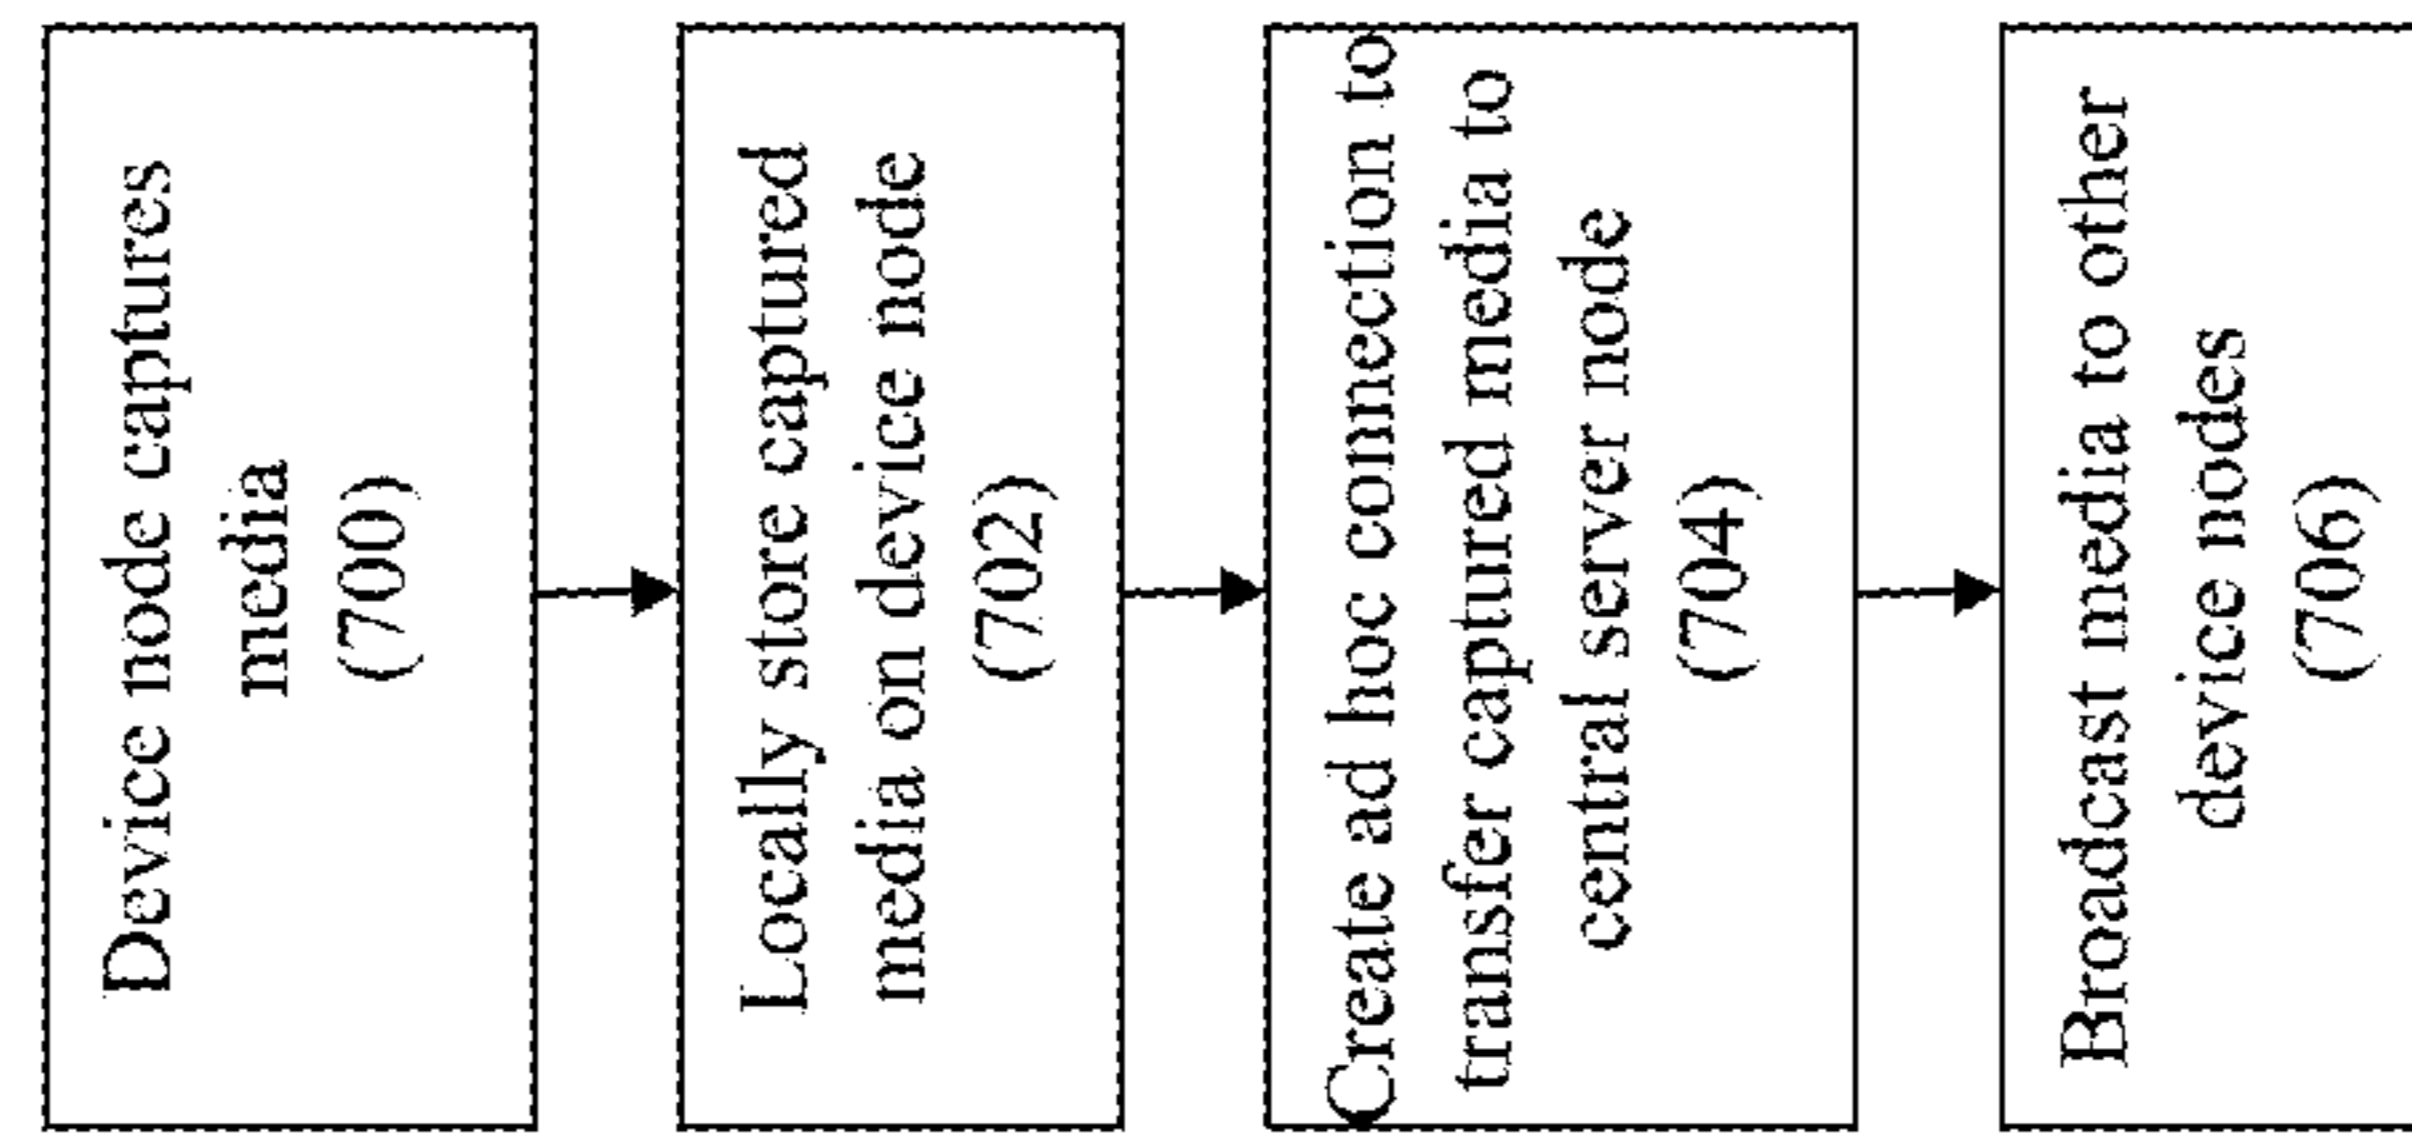 Device node captures
media
(700)
Locally store captured
media on device node
(702)
Create ad hoc connection to
transfer captured media to
central server node
(704)
Broadcast media to other
device nodes
(706)